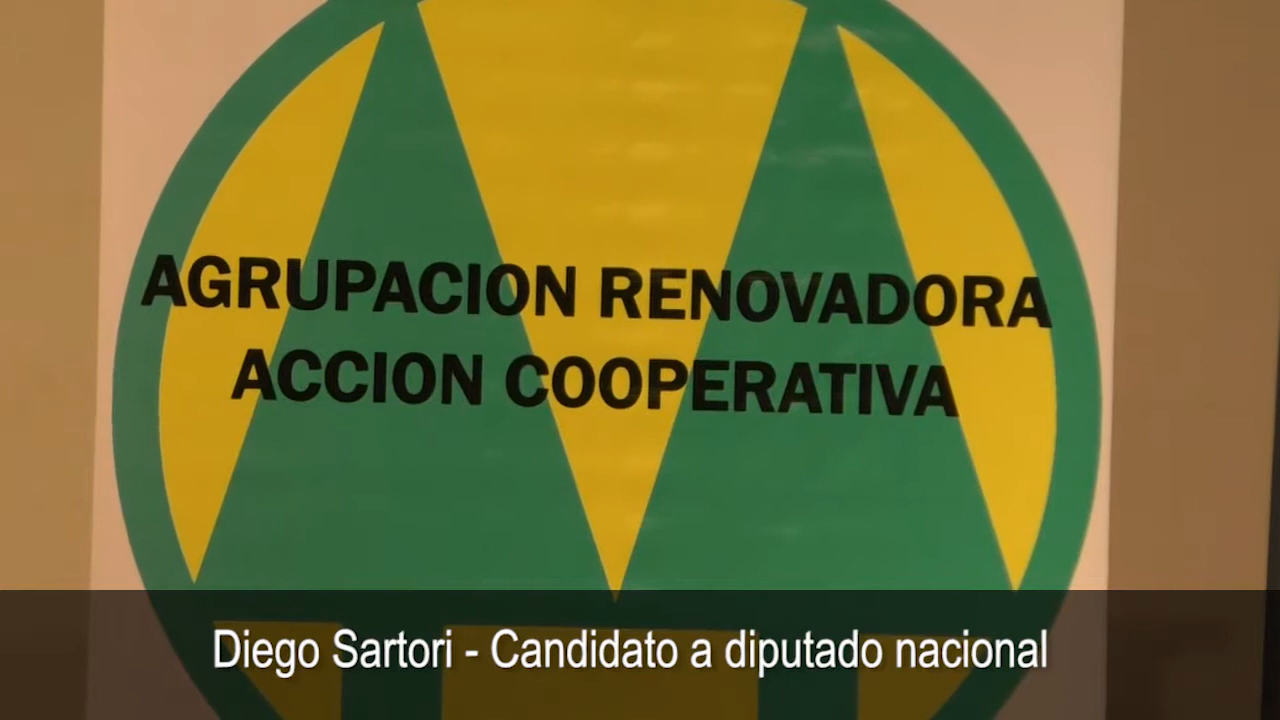 AGRUPACION RENOVADORA
ACCION COOPERATIVA
Diego Sartori - Candidato a diputado nacional